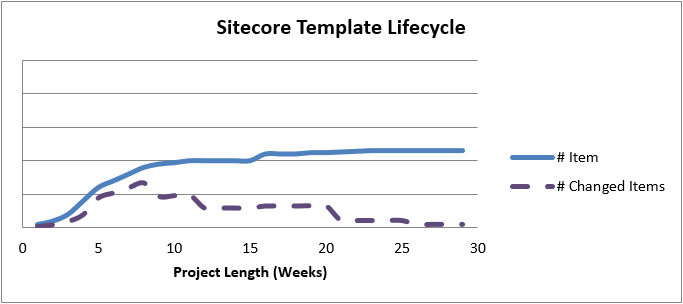 Sitecore Template Lifecycle
# Item
# Changed Items
0 5 10 15 20 25 30
Project Length (Weeks)